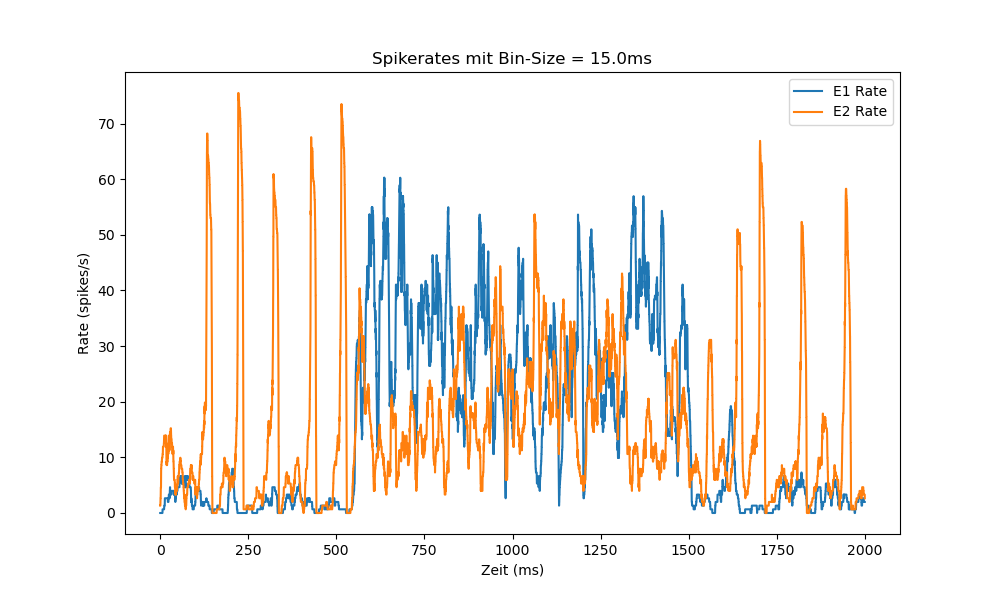 Spikerates mit Bin-Size = 15.0ms
E1 Rate
E2 Rate
70
60
50
40
30
20
10
0
Rate (spikes/s)
0 250 500 750 1000 1250 1500 1750 2000
Zeit (ms)